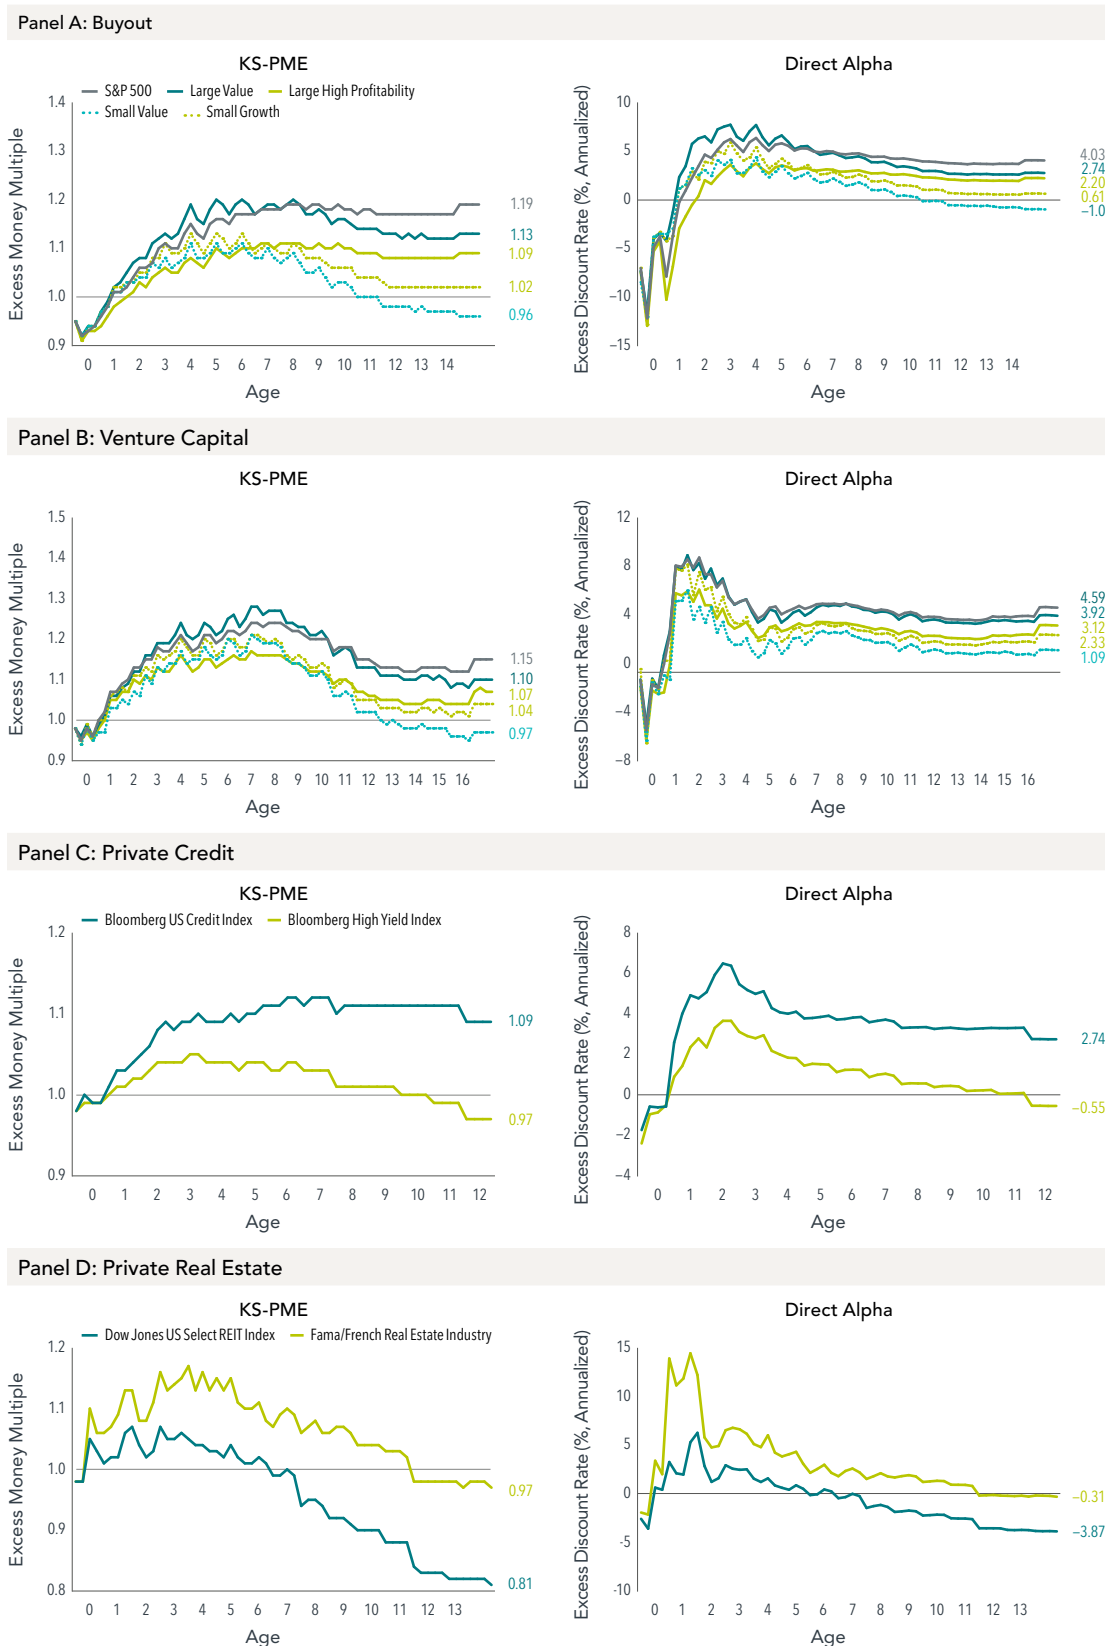 Panel A: Buyout
KS-PME
S&P 500 Large Value Large High Profitability
Small Value Small Growth
Excess Money Multiple
1.4
1.3
1.2
1.1
1.0
0.9
1.19
1.13
1.09
1.02
0.96
0 1 2 3 4 5 6 7 8 9 10 11 12 13 14
Age
Direct Alpha
Excess Discount Rate (%, Annualized)
10
5
0
−5
−10
−15
4.03
2.74
2.20
0.61
−1.0
0 1 2 3 4 5 6 7 8 9 10 11 12 13 14
Age
Panel B: Venture Capital
KS-PME
Excess Money Multiple
1.5
1.4
1.3
1.2
1.1
1.0
0.9
1.15
1.10
1.07
1.04
0.97
0 1 2 3 4 5 6 7 8 9 10 11 12 13 14 15 16
Age
Direct Alpha
Excess Discount Rate (%, Annualized)
12
8
4
0
−4
−8
4.59
3.92
3.12
2.33
1.09
0 1 2 3 4 5 6 7 8 9 10 11 12 13 14 15 16
Age
Panel C: Private Credit
KS-PME
Bloomberg US Credit Index Bloomberg High Yield Index
Excess Money Multiple
1.2
1.1
1.0
0.9
1.09
0.97
0 1 2 3 4 5 6 7 8 9 10 11 12
Age
Direct Alpha
Excess Discount Rate (%, Annualized)
8
6
4
2
0
−2
−4
2.74
−0.55
0 1 2 3 4 5 6 7 8 9 10 11 12
Age
Panel D: Private Real Estate
KS-PME
Dow Jones US Select REIT Index Fama/French Real Estate Industry
Excess Money Multiple
1.2
1.1
1.0
0.9
0.8
0.97
0.81
0 1 2 3 4 5 6 7 8 9 10 11 12 13
Age
Direct Alpha
Excess Discount Rate (%, Annualized)
15
10
5
0
-5
-10
−0.31
−3.87
0 1 2 3 4 5 6 7 8 9 10 11 12 13
Age